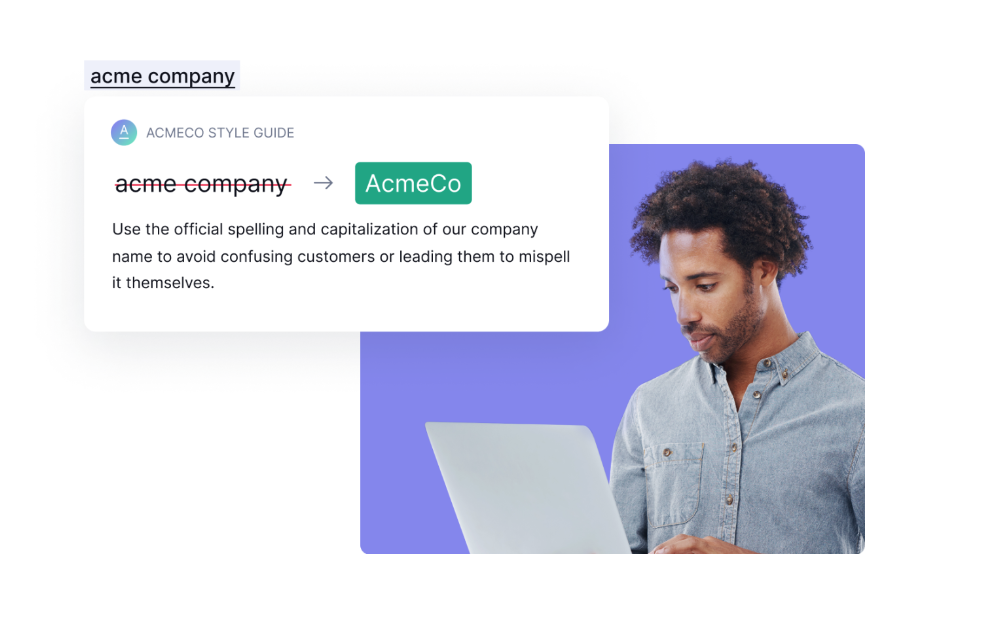 acme company
A ACMECO STYLE GUIDE
acme company → AcmeCo
Use the official spelling and capitalization of our company
name to avoid confusing customers or leading them to mispell
it themselves.